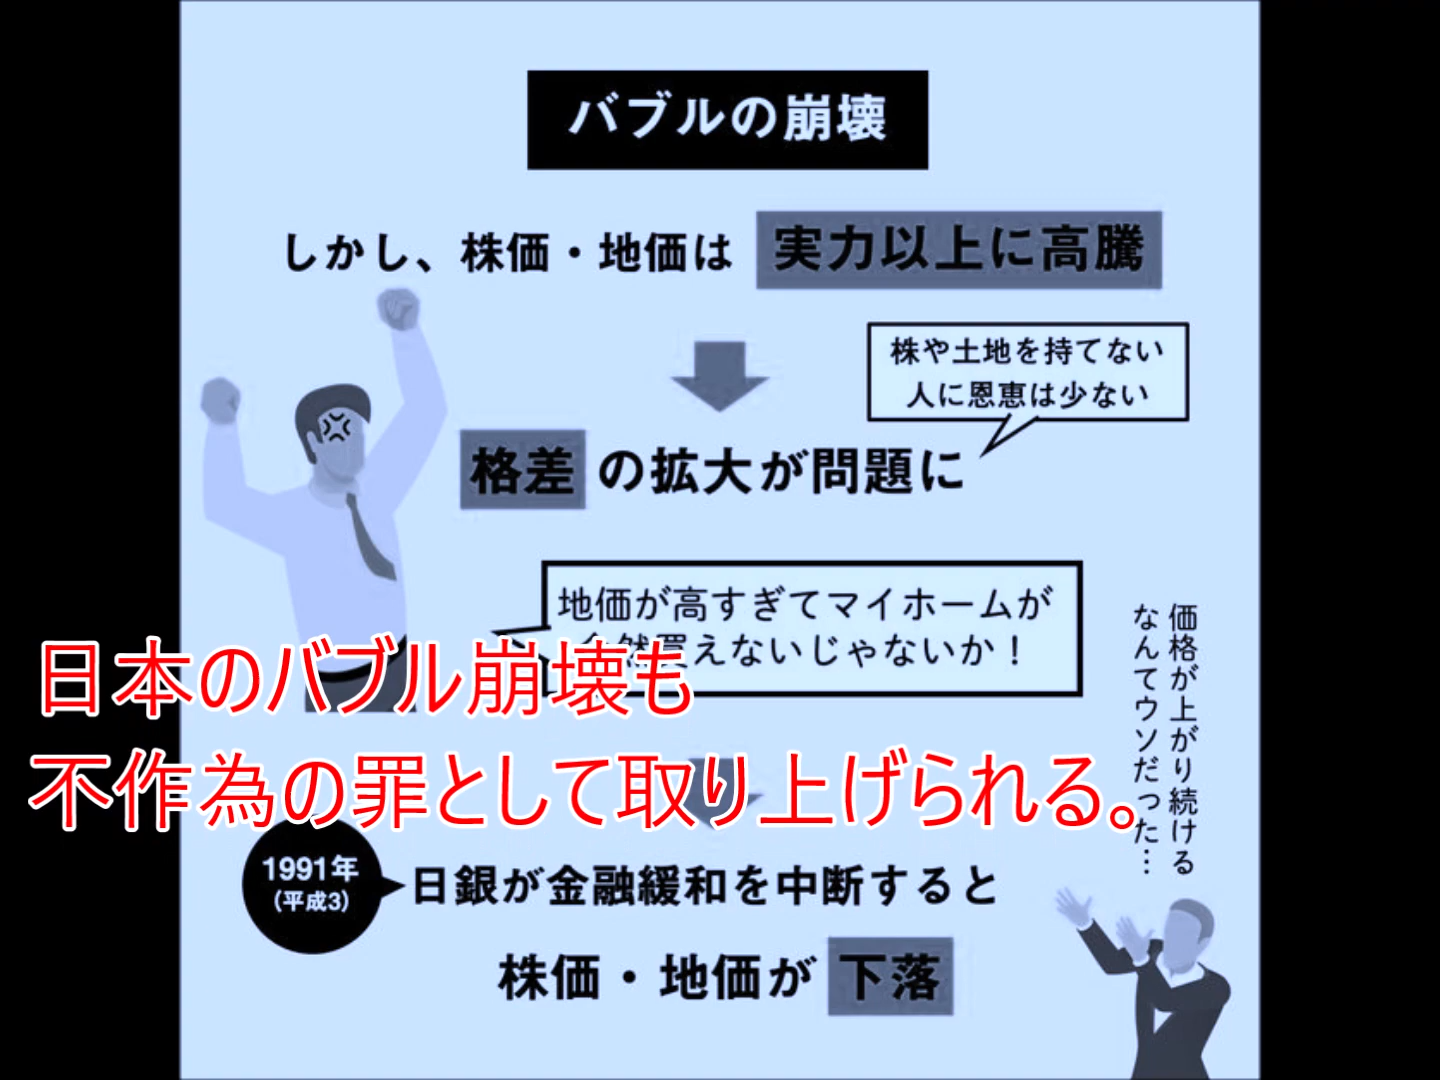 バブルの崩壊
しかし、株価・地価は 実力以上に高騰
株や土地を持てない
人に恩恵は少ない
格差 の拡大が問題に
地価が高すぎてマイホームが
買えないじゃないか！
価格が上がり続ける
なんてウソだった…
日本のバブル崩壊も
不作為の罪として取り上げられる。
1991年
(平成3)
日銀が金融緩和を中断すると
株価・地価が 下落